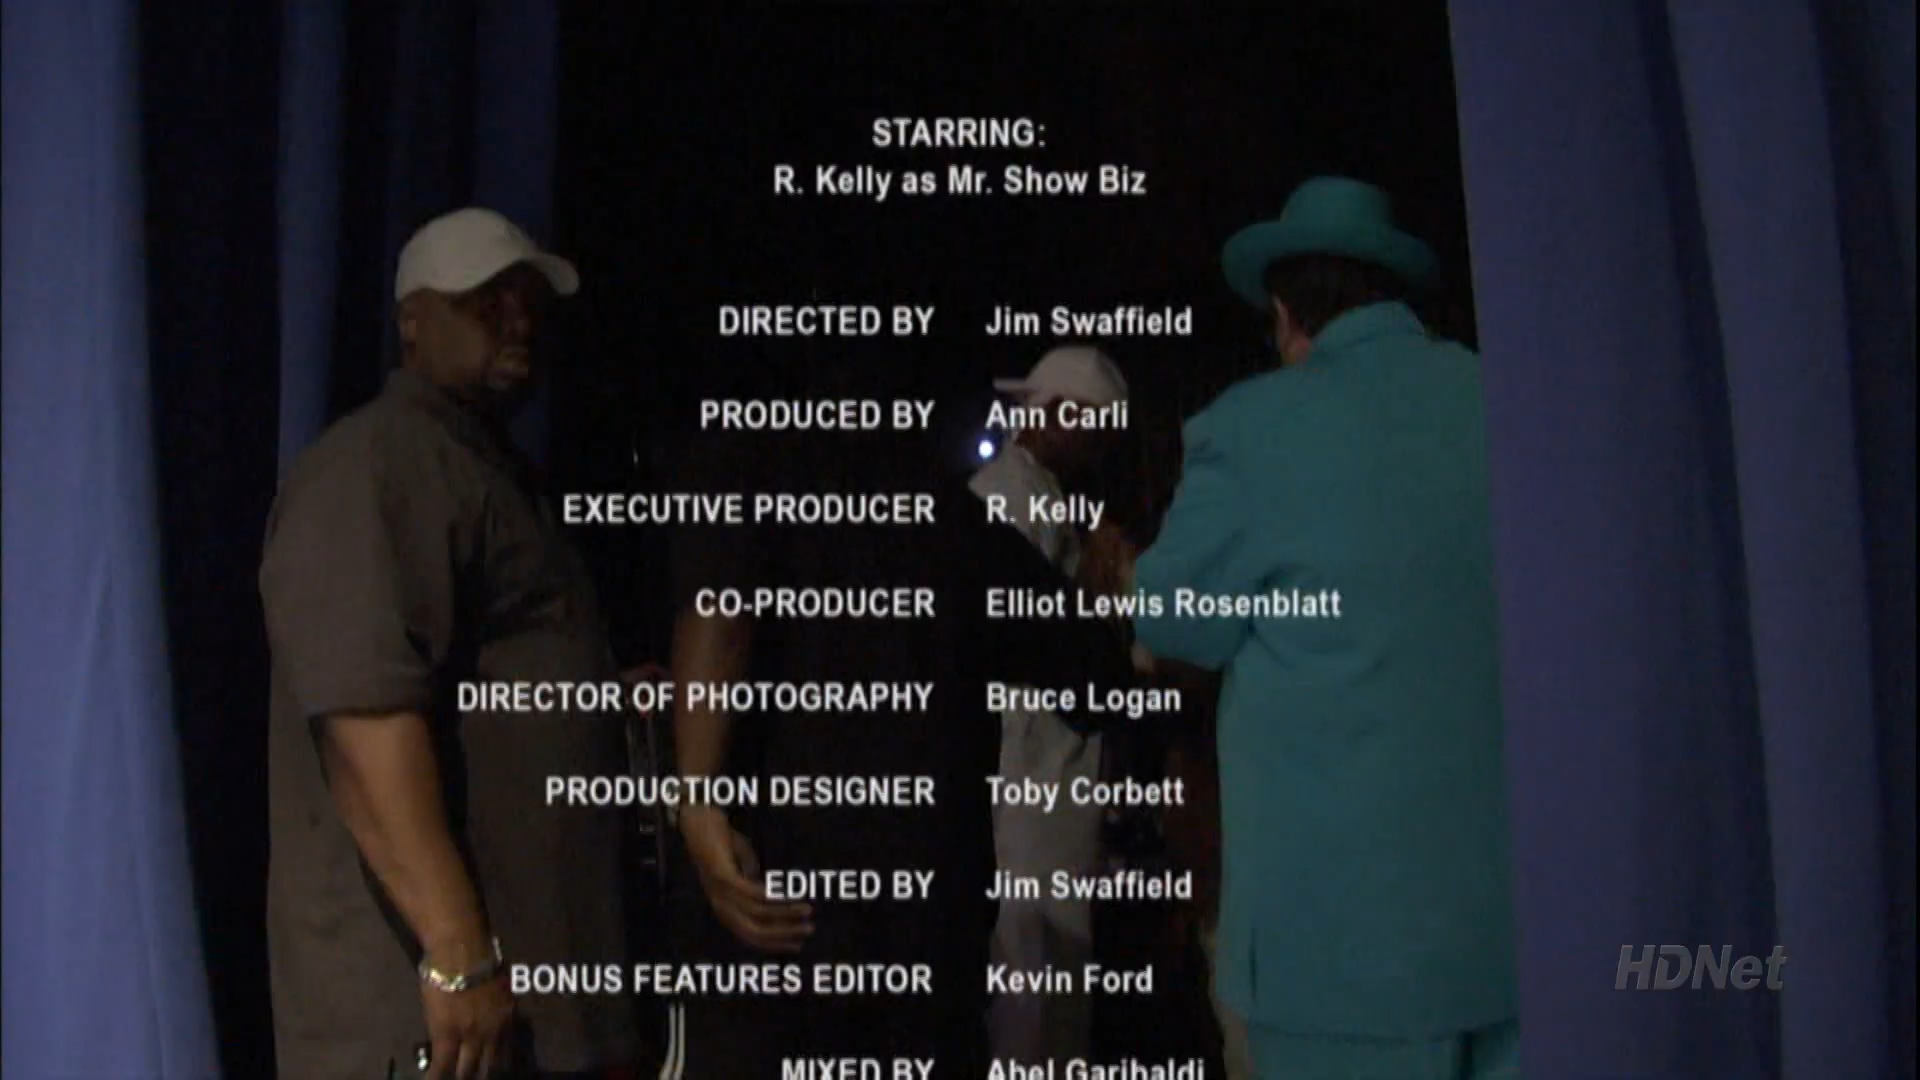 STARRING:
R. Kelly as Mr. Show Biz
DIRECTED BY Jim Swaffield
PRODUCED BY Ann Carli
EXECUTIVE PRODUCER R. Kelly
CO-PRODUCER Elliot Lewis Rosenblatt
DIRECTOR OF PHOTOGRAPHY Bruce Logan
PRODUCTION DESIGNER Toby Corbett
EDITED BY Jim Swaffield
BONUS FEATURES EDITOR Kevin Ford
HDNet
MIXED BY Abel Garibaldi